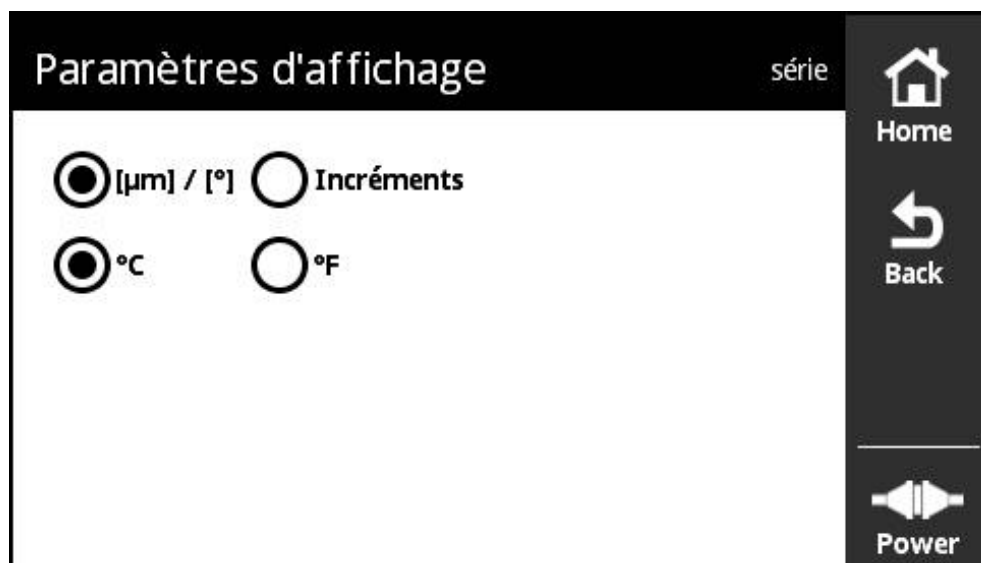 Paramètres d'affichage série
[µm] / [°] Incréments
°C °F
Home
Back
Power